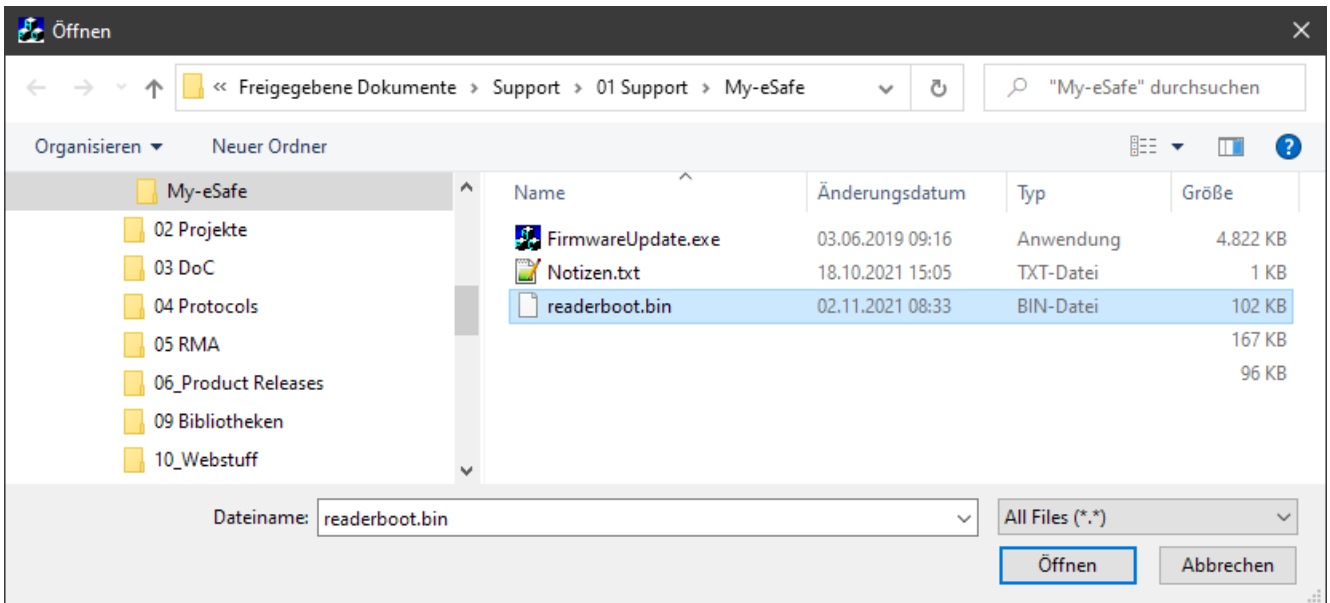 Öffnen
« Freigegebene Dokumente › Support › 01 Support › My-eSafe
"My-eSafe" durchsuchen
Organisieren
Neuer Ordner
?
My-eSafe
02 Projekte
03 DoC
04 Protocols
05 RMA
06_Product Releases
09 Bibliotheken
10_Webstuff
Name Änderungsdatum Typ Größe
FirmwareUpdate.exe 03.06.2019 09:16 Anwendung 4.822 KB
Notizen.txt 18.10.2021 15:05 TXT-Datei 1 KB
readerboot.bin 02.11.2021 08:33 BIN-Datei 102 KB
167 KB
96 KB
Dateiname: readerboot.bin
All Files (*.*)
Öffnen
Abbrechen